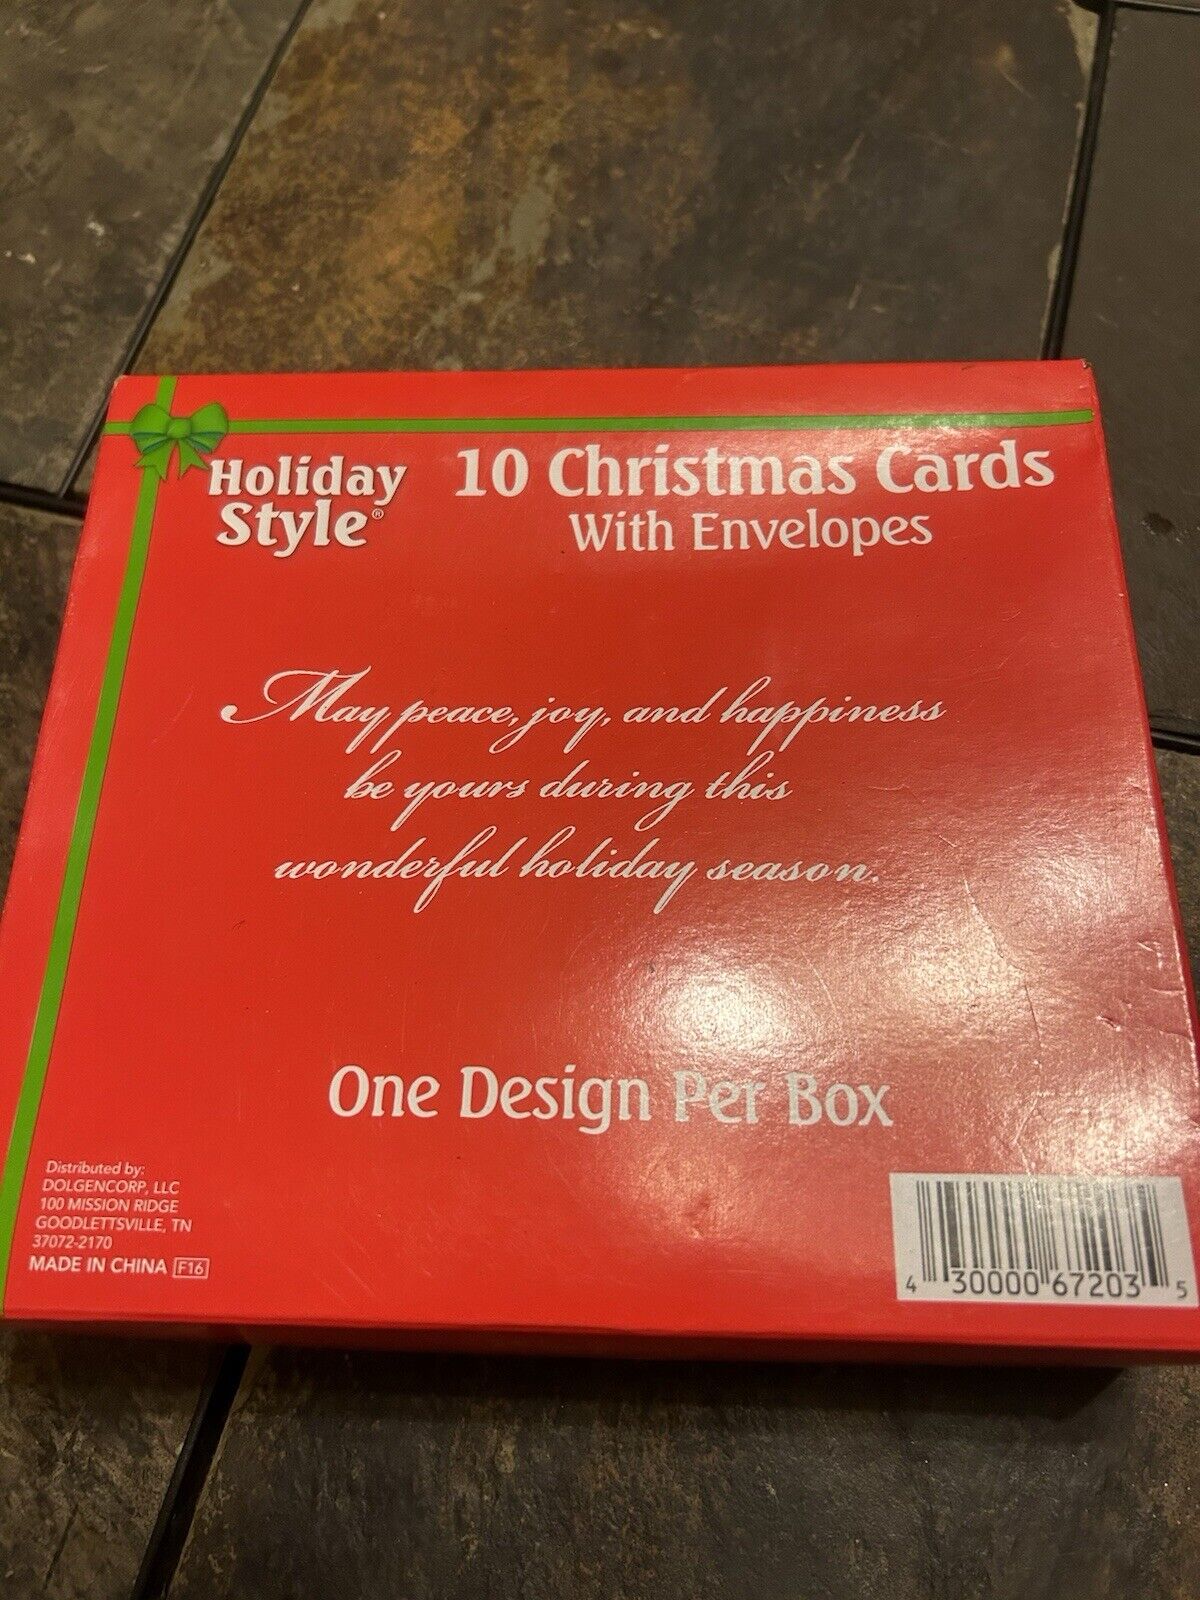 Holiday
Style®
10 Christmas Cards
With Envelopes
May peace, joy, and happiness
be yours during this
wonderful holiday season.
One Design Per Box
Distributed by:
DOLGENCORP, LLC
100 MISSION RIDGE
GOODLETTSVILLE, TN
37072-2170
MADE IN CHINA F16
4 30000 67203 5